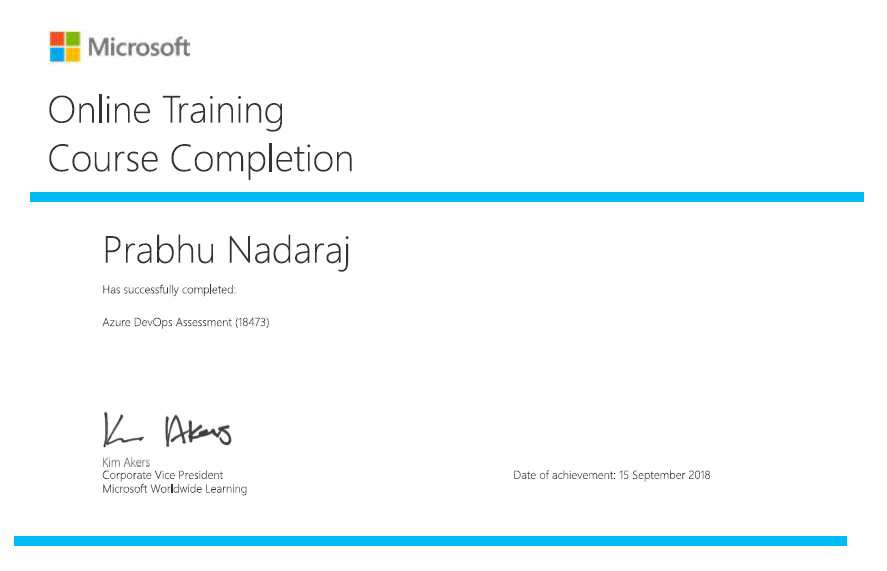 Microsoft
Online Training
Course Completion
Prabhu Nadaraj
Has successfully completed:
Azure DevOps Assessment (18473)
Kim Akers
Kim Akers
Corporate Vice President
Microsoft Worldwide Learning
Date of achievement: 15 September 2018